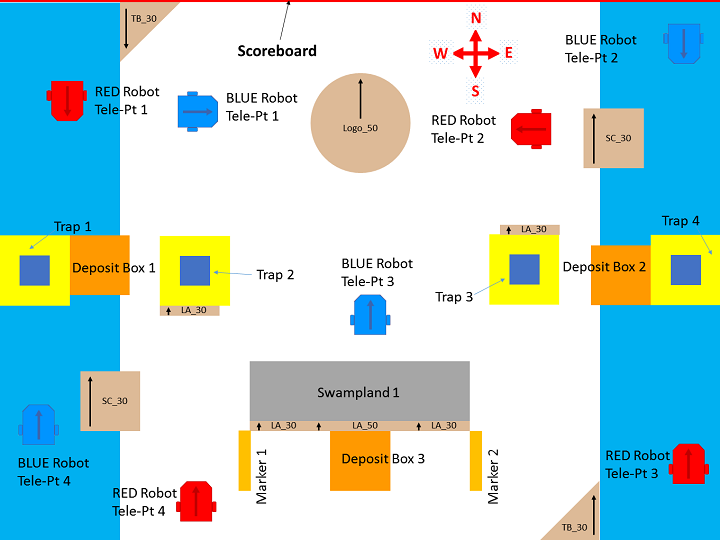 TB_30
Scoreboard
N
W E
S
BLUE Robot
Tele-Pt 2
RED Robot
Tele-Pt 1
BLUE Robot
Tele-Pt 1
Logo_50
RED Robot
Tele-Pt 2
SC_30
Trap 1
Trap 4
LA_30
Deposit Box 1
Trap 2
BLUE Robot
Tele-Pt 3
Trap 3
Deposit Box 2
LA_30
SC_30
Swampland 1
LA_30
LA_50
LA_30
BLUE Robot
Tele-Pt 4
Marker 1
Deposit Box 3
Marker 2
RED Robot
Tele-Pt 3
RED Robot
Tele-Pt 4
TB_30